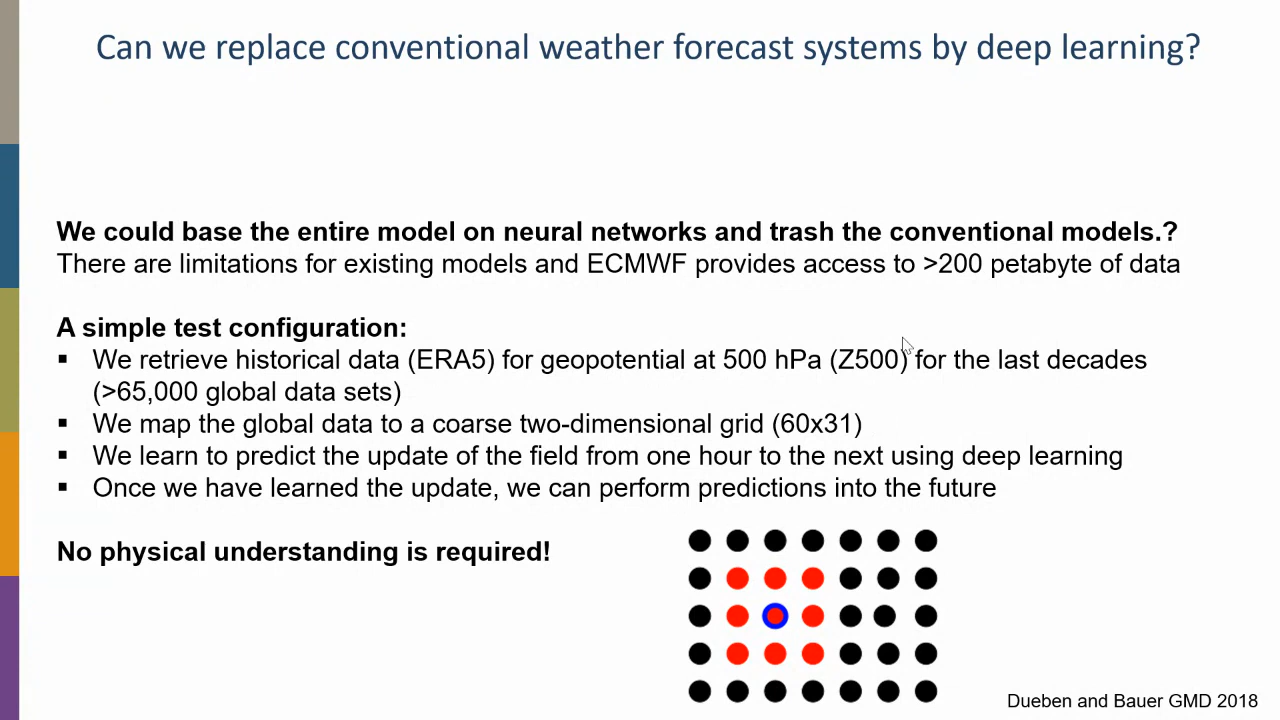 Can we replace conventional weather forecast systems by deep learning?
We could base the entire model on neural networks and trash the conventional models.?
There are limitations for existing models and ECMWF provides access to >200 petabyte of data
A simple test configuration:
▪ We retrieve historical data (ERA5) for geopotential at 500 hPa (Z500) for the last decades
(>65,000 global data sets)
▪ We map the global data to a coarse two-dimensional grid (60x31)
▪ We learn to predict the update of the field from one hour to the next using deep learning
▪ Once we have learned the update, we can perform predictions into the future
No physical understanding is required!
Dueben and Bauer GMD 2018